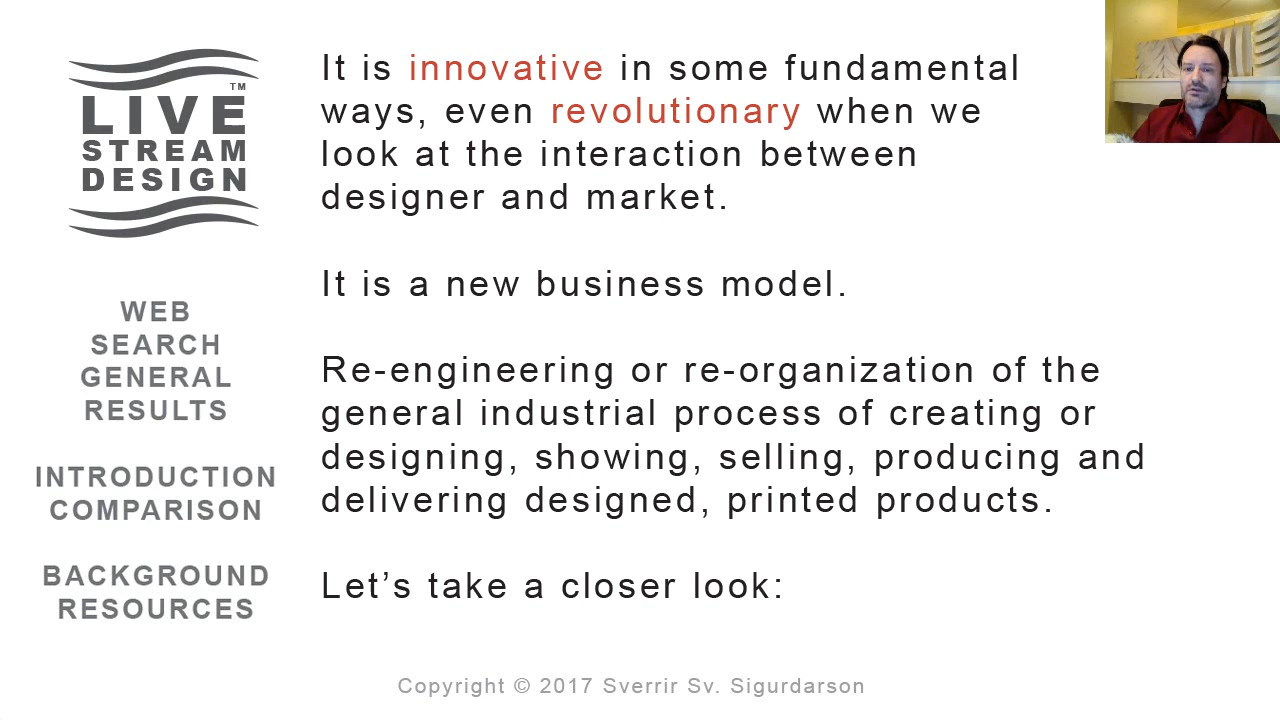 TM
LIVE
STREAM
DESIGN
WEB
SEARCH
GENERAL
RESULTS
INTRODUCTION
COMPARISON
BACKGROUND
RESOURCES
It is innovative in some fundamental
ways, even revolutionary when we
look at the interaction between
designer and market.
It is a new business model.
Re-engineering or re-organization of the
general industrial process of creating or
designing, showing, selling, producing and
delivering designed, printed products.
Let’s take a closer look:
Copyright © 2017 Sverrir Sv. Sigurdarson